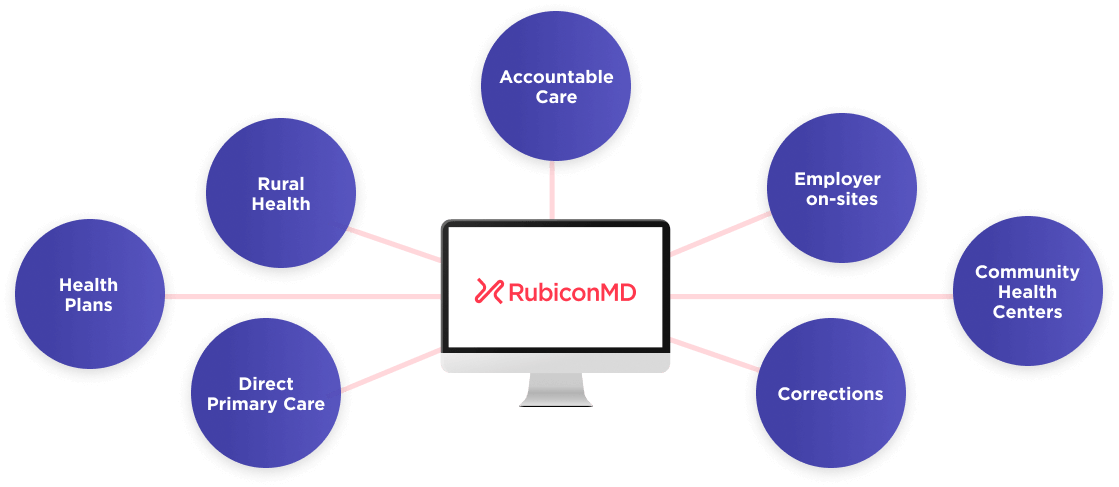 Accountable
Care
Rural
Health
Employer
on-sites
Health
Plans
RubiconMD
Community
Health
Centers
Direct
Primary Care
Corrections